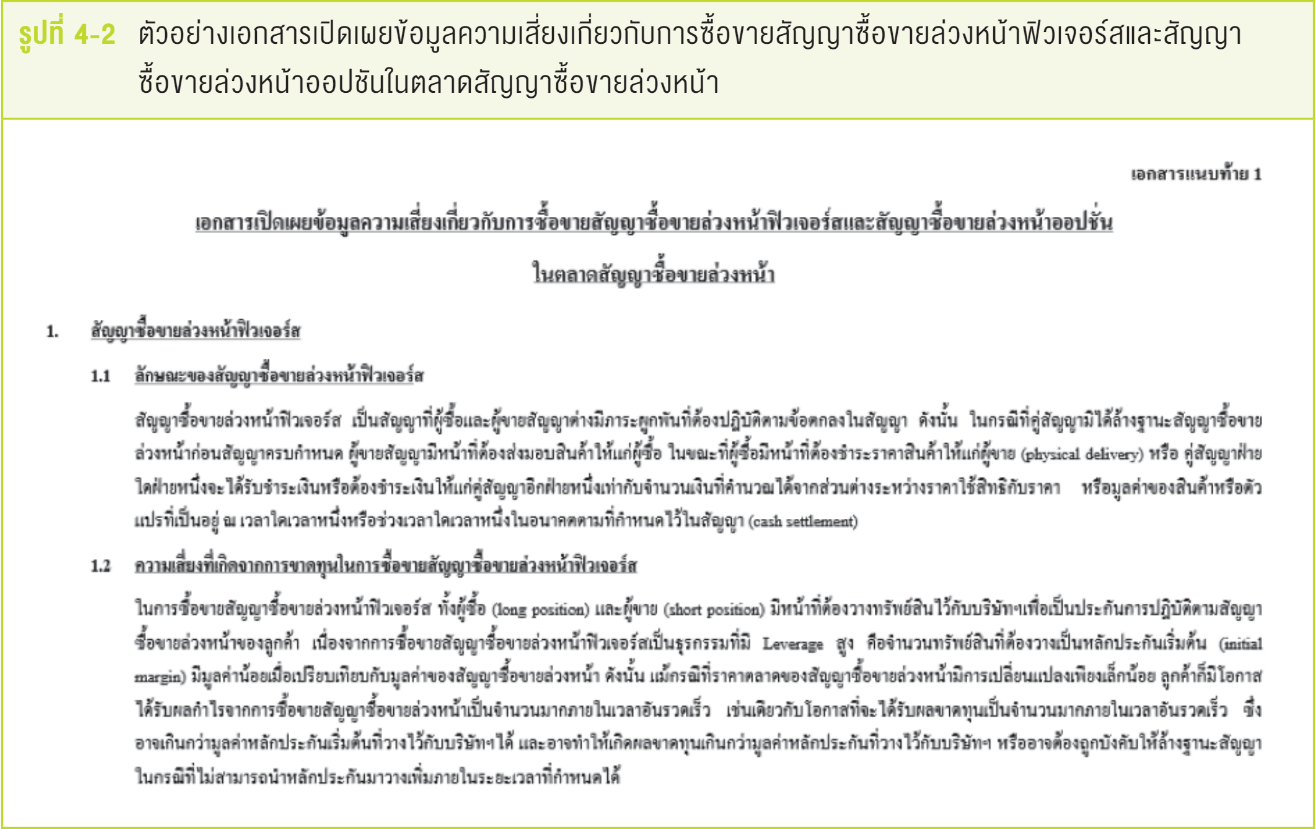 รูปที่ 4-2 ตัวอย่างเอกสารเปิดเผยข้อมูลความเสี่ยงเกี่ยวกับการซื้อขายสัญญาซื้อขายล่วงหน้าฟิวเจอร์สและสัญญา
ซื้อขายล่วงหน้าออปชันในตลาดสัญญาซื้อขายล่วงหน้า
เอกสารแนบท้าย 1
เอกสารเปิดเผยข้อมูลความเสี่ยงเกี่ยวกับการซื้อขายสัญญาซื้อขายล่วงหน้าฟิวเจอร์สและสัญญาซื้อขายล่วงหน้าออปชั่น
ในตลาดสัญญาซื้อขายล่วงหน้า
1. สัญญาซื้อขายล่วงหน้าฟิวเจอร์ส
1.1 ลักษณะของสัญญาซื้อขายล่วงหน้าฟิวเจอร์ส
สัญญาซื้อขายล่วงหน้าฟิวเจอร์ส เป็นสัญญาที่ผู้ซื้อและผู้ขายสัญญาต่างมีภาระผูกพันที่ต้องปฏิบัติตามข้อตกลงในสัญญา ดังนั้น ในกรณีที่คู่สัญญามิได้ล้างฐานะสัญญาซื้อขาย
ล่วงหน้าก่อนสัญญาครบกำหนด ผู้ขายสัญญามีหน้าที่ต้องส่งมอบสินค้าให้แก่ผู้ซื้อ ในขณะที่ผู้ซื้อมีหน้าที่ต้องชำระราคาสินค้าให้แก่ผู้ขาย (physical delivery) หรือ คู่สัญญาฝ่าย
ใดฝ่ายหนึ่งจะได้รับชำระเงินหรือต้องชำระเงินให้แก่คู่สัญญาอีกฝ่ายหนึ่งเท่ากับจำนวนเงินที่คำนวณได้จากส่วนต่างระหว่างราคาใช้สิทธิกับราคา หรือมูลค่าของสินค้าหรือตัว
แปรที่เป็นอยู่ ณ เวลาใดเวลาหนึ่งหรือช่วงเวลาใดเวลาหนึ่งในอนาคตตามที่กำหนดไว้ในสัญญา (cash settlement)
1.2 ความเสี่ยงที่เกิดจากการขาดทุนในการซื้อขายสัญญาซื้อขายล่วงหน้าฟิวเจอร์ส
ในการซื้อขายสัญญาซื้อขายล่วงหน้าฟิวเจอร์ส ทั้งผู้ซื้อ (long position) และผู้ขาย (short position) มีหน้าที่ต้องวางทรัพย์สินไว้กับบริษัทฯเพื่อเป็นประกันการปฏิบัติตามสัญญา
ซื้อขายล่วงหน้าของลูกค้า เนื่องจากการซื้อขายสัญญาซื้อขายล่วงหน้าฟิวเจอร์สเป็นธุรกรรมที่มี Leverage สูง คือจำนวนทรัพย์สินที่ต้องวางเป็นหลักประกันเริ่มต้น (initial
margin) มีมูลค่าน้อยเมื่อเปรียบเทียบกับมูลค่าของสัญญาซื้อขายล่วงหน้า ดังนั้น แม้กรณีที่ราคาตลาดของสัญญาซื้อขายล่วงหน้ามีการเปลี่ยนแปลงเพียงเล็กน้อย ลูกค้าก็มีโอกาส
ได้รับผลกำไรจากการซื้อขายสัญญาซื้อขายล่วงหน้าเป็นจำนวนมากภายในเวลาอันรวดเร็ว เช่นเดียวกับโอกาสที่จะได้รับผลขาดทุนเป็นจำนวนมากภายในเวลาอันรวดเร็ว ซึ่ง
อาจเกินกว่ามูลค่าหลักประกันเริ่มต้นที่วางไว้กับบริษัทฯได้ และอาจทำให้เกิดผลขาดทุนเกินกว่ามูลค่าหลักประกันที่วางไว้กับบริษัทฯ หรืออาจต้องถูกบังคับให้ล้างฐานะสัญญา
ในกรณีที่ไม่สามารถนำหลักประกันมาวางเพิ่มภายในระยะเวลาที่กำหนดได้